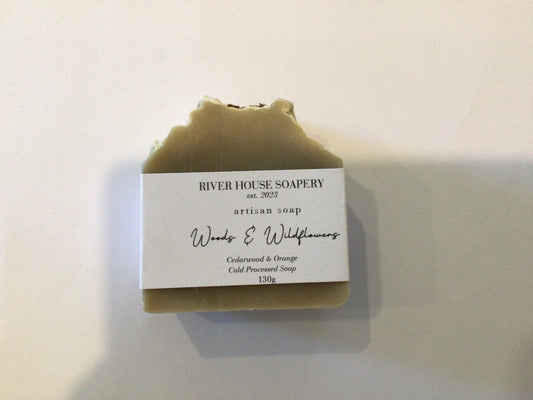 RIVER HOUSE SOAPERY
est. 2023
artisan soap
Woods & Wildflowers
Cedarwood & Orange
Cold Processed Soap
130g